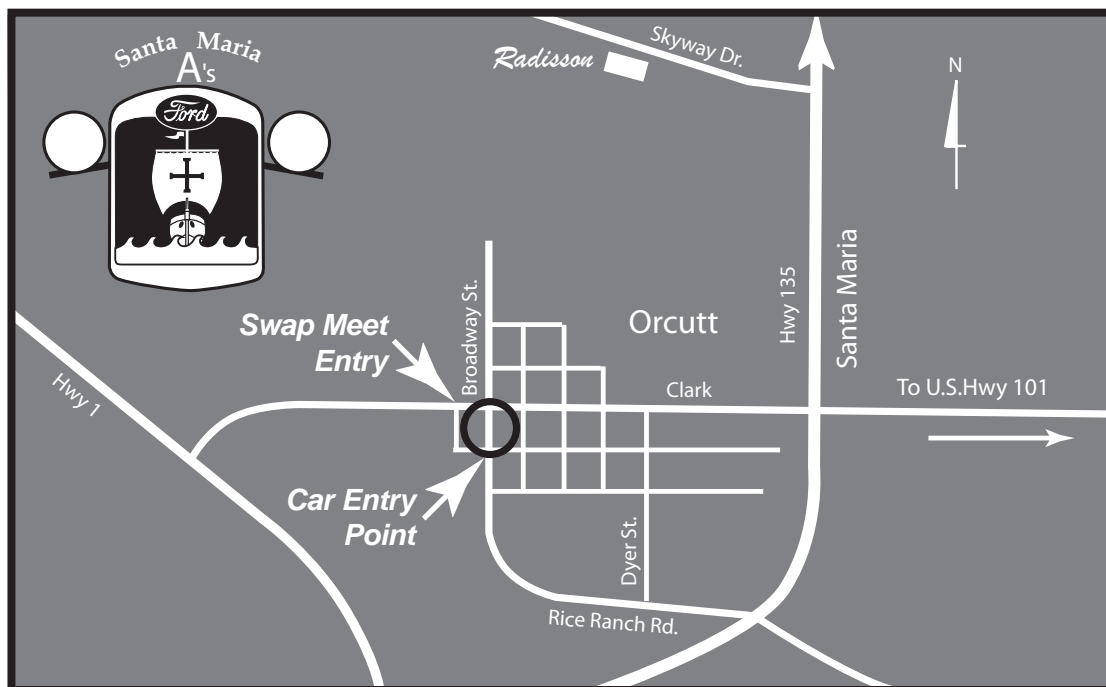 Santa Maria
A's
Ford
Radisson
Skyway Dr.
N
Hwy 135
Santa Maria
Broadway St.
Swap Meet
Entry
Orcutt
Clark
To U.S.Hwy 101
Hwy 1
Car Entry
Point
Dyer St.
Rice Ranch Rd.